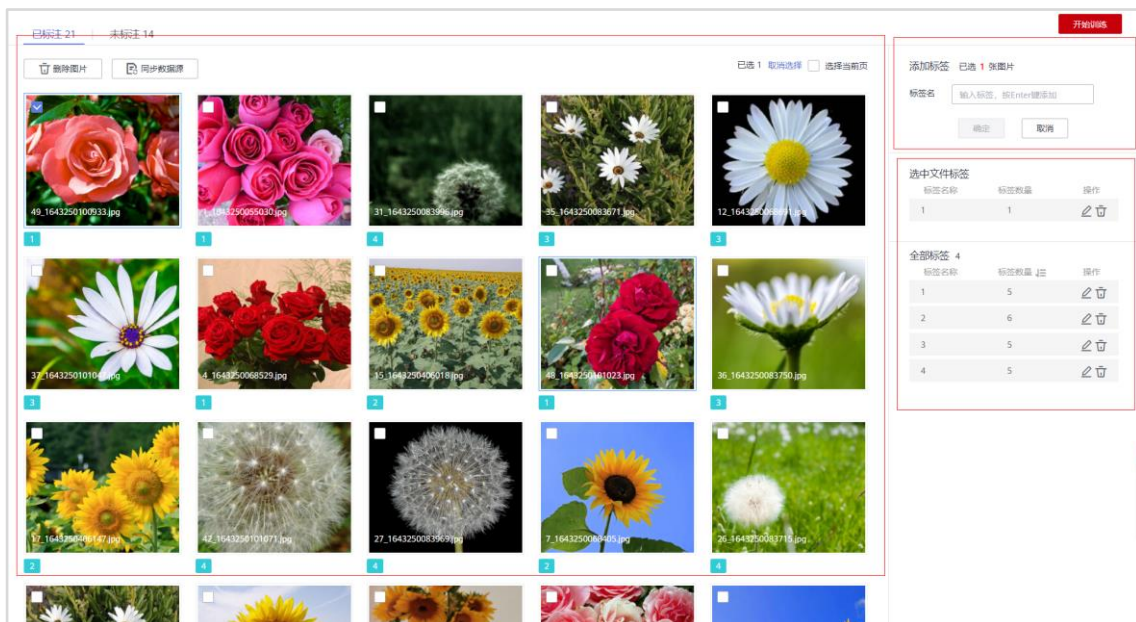 已标注 21 未标注 14
开始训练
删除图片 同步数据源
已选 1 取消选择 选择当前页
49_1643250100933.jpg
1_1643250055030.jpg
31_1643250083996.jpg
35_1643250083671.jpg
1
1
4
3
3
37_1643250101042.jpg
4_1643250068529.jpg
15_1643250406018.jpg
48_1643250101023.jpg
36_1643250083750.jpg
3
1
2
1
3
17_1643250406147.jpg
42_1643250101071.jpg
27_1643250083969.jpg
7_1643250068405.jpg
26_1643250083715.jpg
2
4
4
2
4
添加标签 已选 1 张图片
标签名 输入标签，按Enter键添加
确定 取消
选中文件标签
标签名称 标签数量 操作
1 1
全部标签 4
标签名称 标签数量 操作
1 5
2 6
3 5
4 5